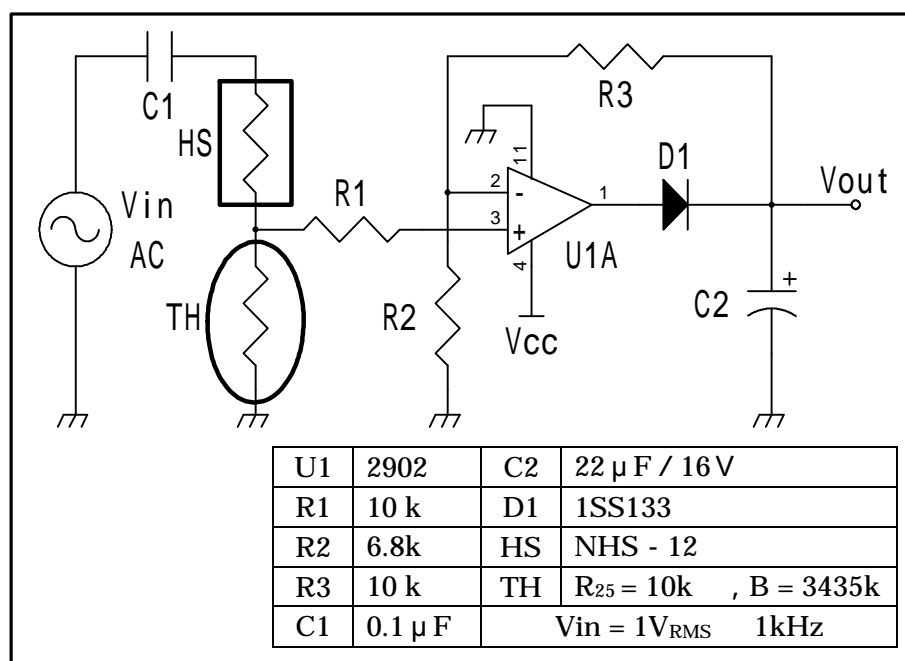 C1
R3
HS
11
D1
Vin
AC
R1
2
-
1
Vout
3
+
U1A
+
TH
R2
4
Vcc
C2
U1 2902 C2 22 μ F / 16 V
R1 10 k D1 1SS133
R2 6.8k HS NHS - 12
R3 10 k TH R25 = 10k , B = 3435k
C1 0.1 μ F Vin = 1VRMS 1kHz